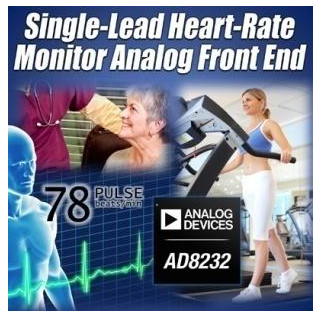 Single-Lead Heart-Rate
Monitor Analog Front End
78 PULSE
beats/min
ANALOG
DEVICES
AD8232